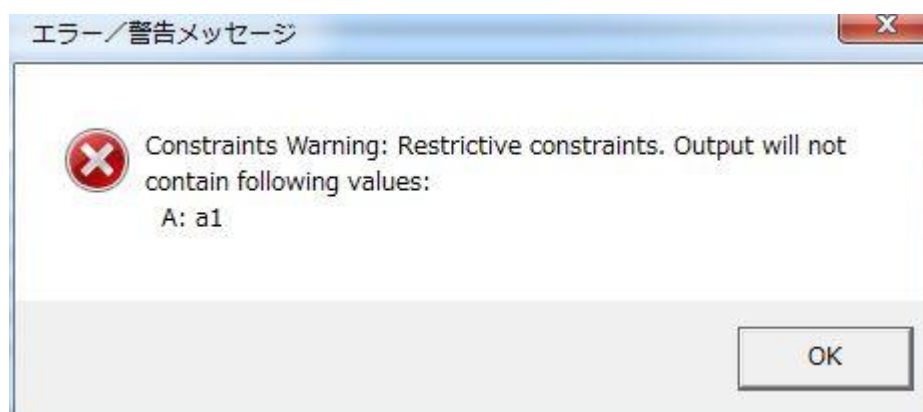 エラー／警告メッセージ
Constraints Warning: Restrictive constraints. Output will not
contain following values:
A: a1
OK